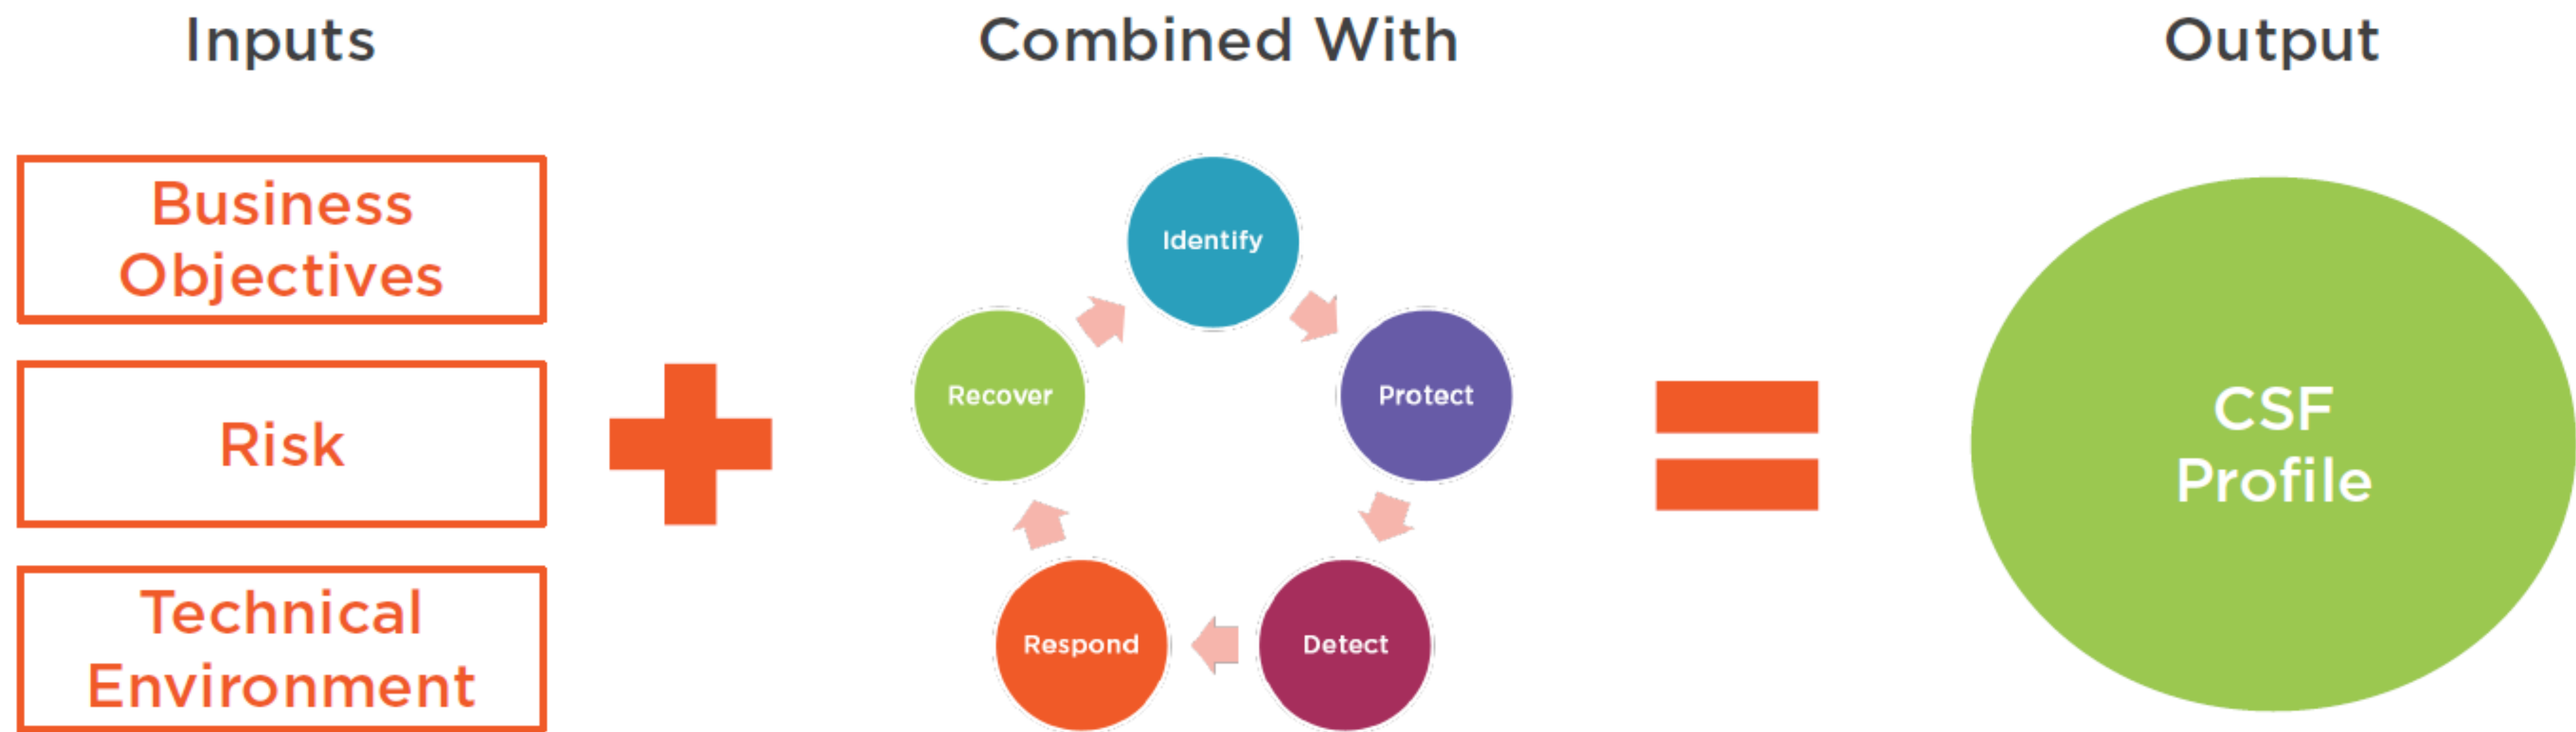 Inputs
Combined With
Output
Business
Objectives
Risk
Technical
Environment
Identify
Protect
Detect
Respond
Recover
CSF
Profile